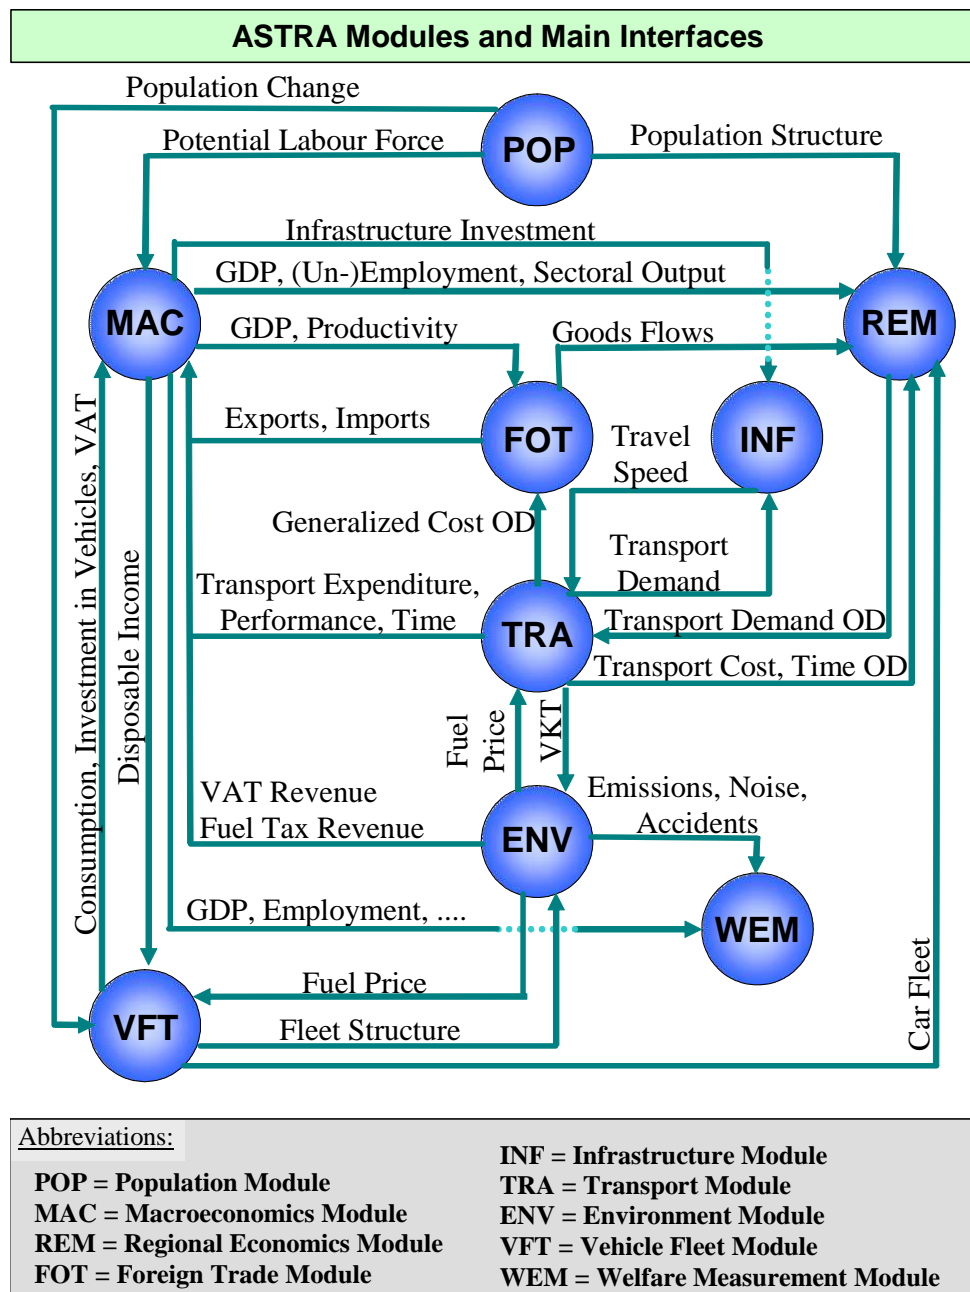 ASTRA Modules and Main Interfaces
Population Change
Potential Labour Force
POP
Population Structure
Infrastructure Investment
GDP, (Un-)Employment, Sectoral Output
MAC
REM
GDP, Productivity
Goods Flows
Exports, Imports
FOT
Travel
Speed
INF
Generalized Cost OD
Transport
Demand
Transport Expenditure,
Performance, Time
TRA
Transport Demand OD
Transport Cost, Time OD
Consumption, Investment in Vehicles, VAT
Disposable Income
Fuel
Price
VKT
VAT Revenue
Fuel Tax Revenue
ENV
Emissions, Noise,
Accidents
GDP, Employment, ....
WEM
Fuel Price
VFT
Fleet Structure
Car Fleet
Abbreviations:
POP = Population Module
MAC = Macroeconomics Module
REM = Regional Economics Module
FOT = Foreign Trade Module
INF = Infrastructure Module
TRA = Transport Module
ENV = Environment Module
VFT = Vehicle Fleet Module
WEM = Welfare Measurement Module